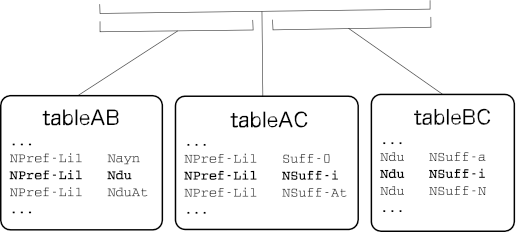 tableAB
...
NPref-Lil Nayn
NPref-Lil Ndu
NPref-Lil NduAt
...
tableAC
...
NPref-Lil Suff-0
NPref-Lil NSuff-i
NPref-Lil NSuff-At
...
tableBC
...
Ndu NSuff-a
Ndu NSuff-i
Ndu NSuff-N
...